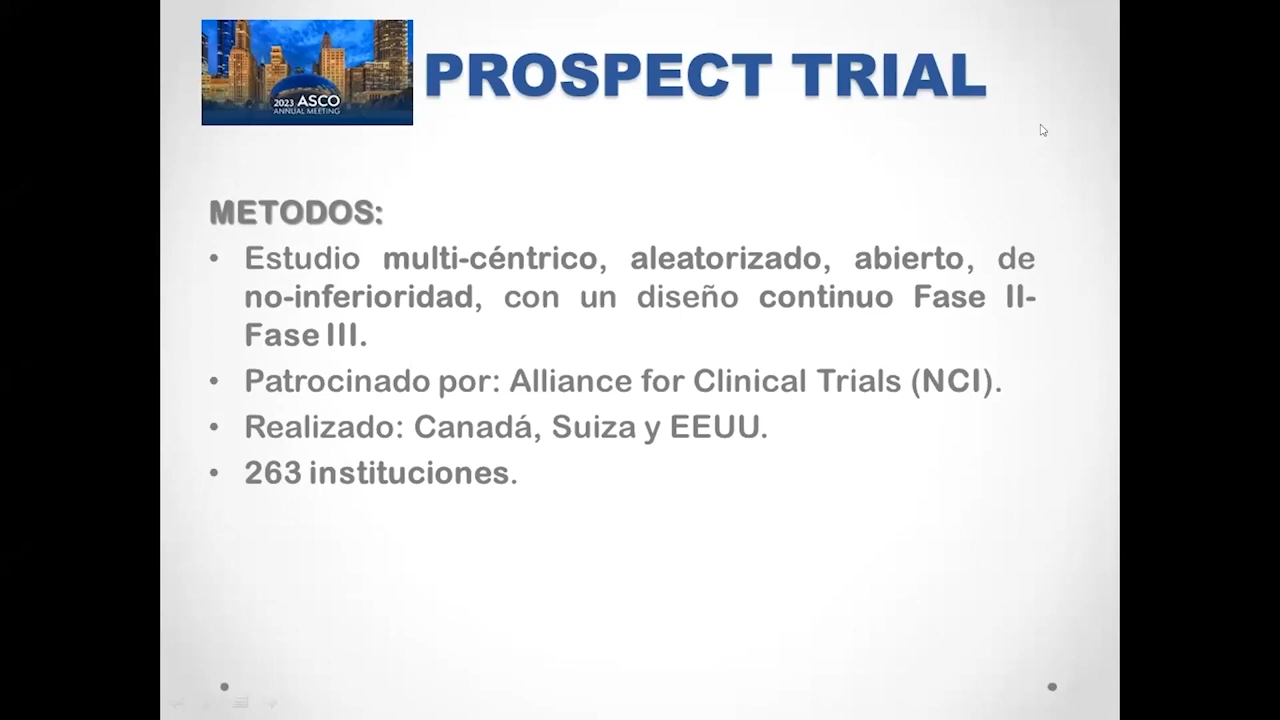 2023 ASCO
ANNUAL MEETING
PROSPECT TRIAL
METODOS:
• Estudio multi-céntrico, aleatorizado, abierto, de
no-inferioridad, con un diseño continuo Fase II-
Fase III.
• Patrocinado por: Alliance for Clinical Trials (NCI).
• Realizado: Canadá, Suiza y EEUU.
• 263 instituciones.